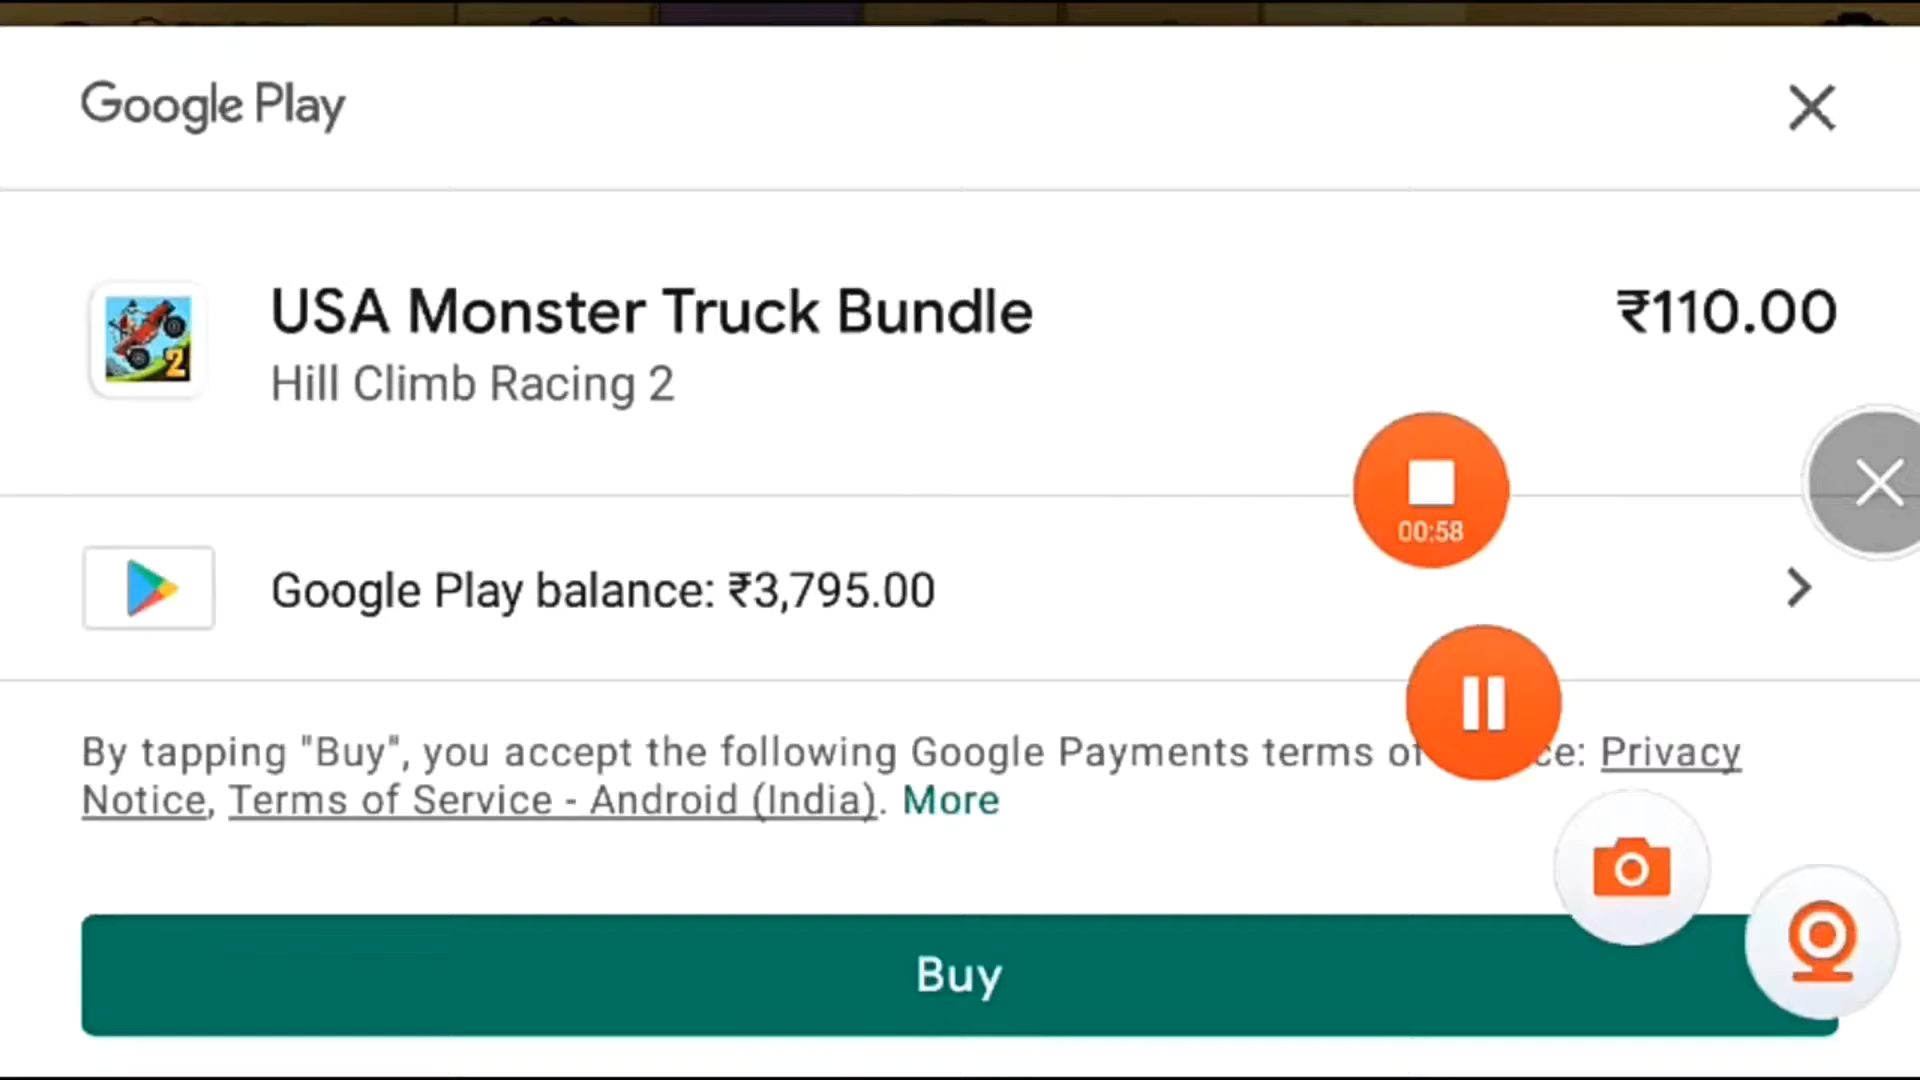 Google Play
USA Monster Truck Bundle
₹110.00
Hill Climb Racing 2
00:58
Google Play balance: ₹3,795.00
By tapping "Buy", you accept the following Google Payments terms of ce: Privacy
Notice, Terms of Service - Android (India). More
Buy
2